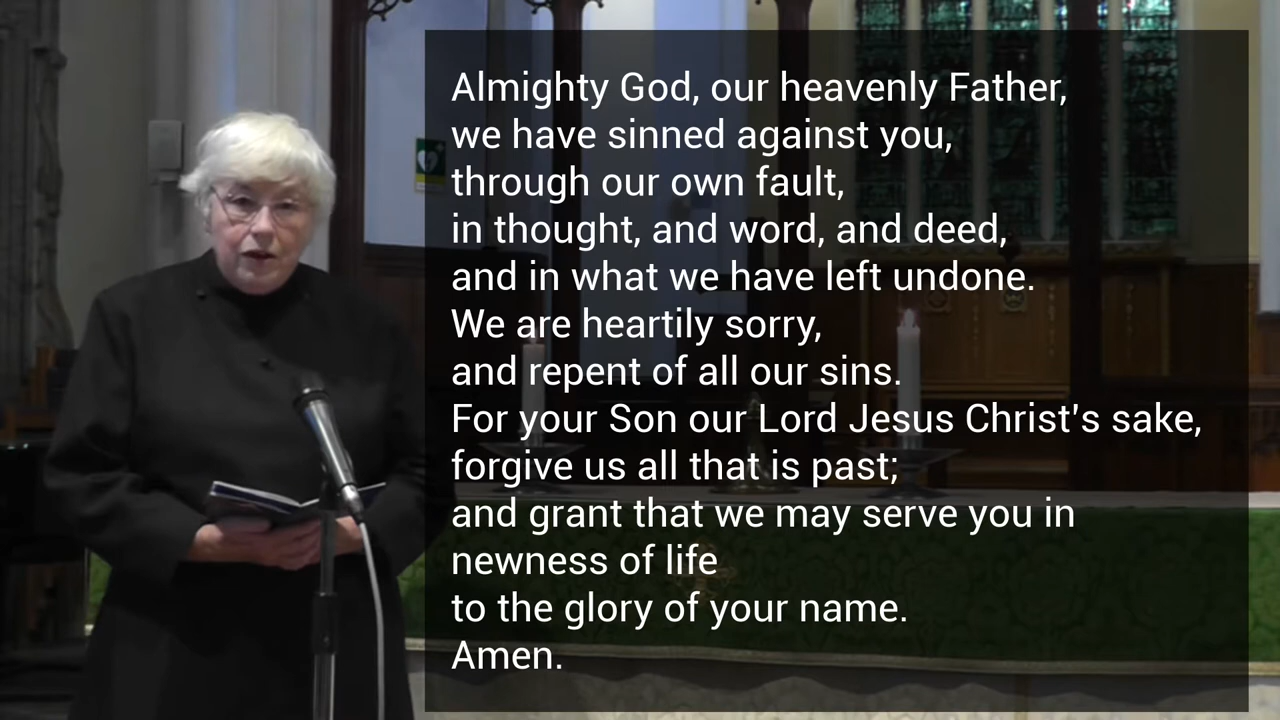 Almighty God, our heavenly Father,
we have sinned against you,
through our own fault,
in thought, and word, and deed,
and in what we have left undone.
We are heartily sorry,
and repent of all our sins.
For your Son our Lord Jesus Christ's sake,
forgive us all that is past;
and grant that we may serve you in
newness of life
to the glory of your name.
Amen.